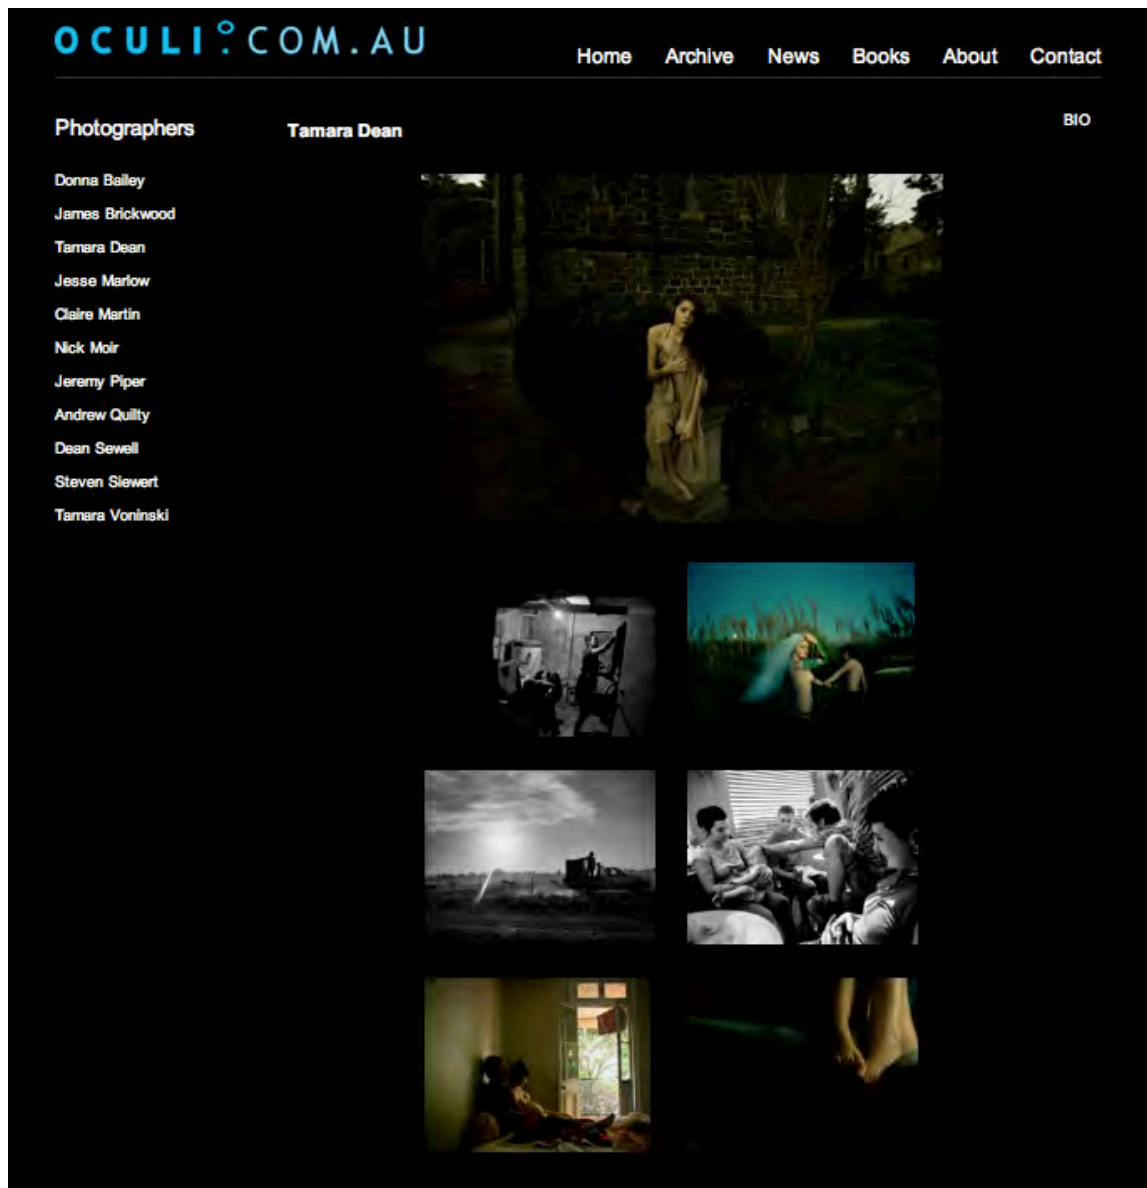 OCULI.COM.AU
Home Archive News Books About Contact
Photographers
Tamara Dean
BIO
Donna Bailey
James Brickwood
Tamara Dean
Jesse Marlow
Claire Martin
Nick Moir
Jeremy Piper
Andrew Quilty
Dean Sewell
Steven Siewert
Tamara Voninski